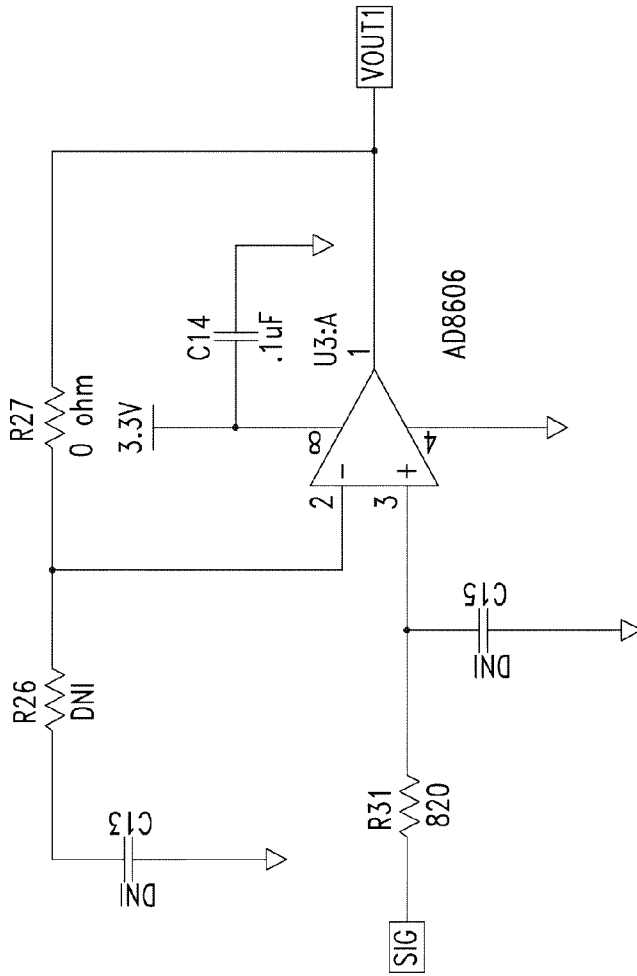 R27
0 ohm
R26
DNI
C13
DNI
3.3V
C14
.1uF
U3:A
8
2
-
1
VOUT1
3
+
4
AD8606
SIG
R31
820
C15
DNI